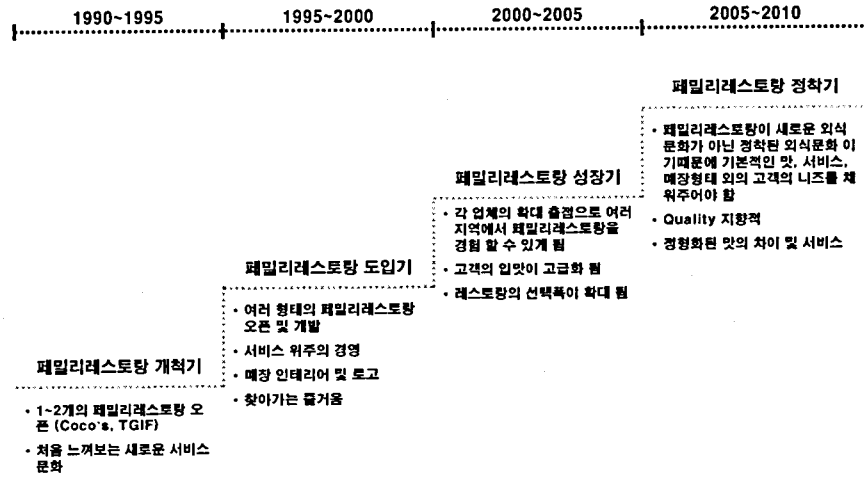 1990~1995
1995~2000
2000~2005
2005~2010
패밀리레스토랑 개척기
• 1~2개의 패밀리레스토랑 오
픈 (Coco's, TGIF)
• 처음 느껴보는 새로운 서비스
문화
패밀리레스토랑 도입기
• 여러 형태의 패밀리레스토랑
오픈 및 개발
• 서비스 위주의 경영
• 매장 인테리어 및 로고
• 찾아가는 즐거움
패밀리레스토랑 성장기
• 각 업체의 확대 출점으로 여러
지역에서 패밀리레스토랑을
경험 할 수 있게 됨
• 고객의 입맛이 고급화 됨
• 레스토랑의 선택폭이 확대 됨
패밀리레스토랑 정착기
• 패밀리레스토랑이 새로운 외식
문화가 아닌 정착된 외식문화 이
기때문에 기본적인 맛, 서비스,
매장형태 외의 고객의 니즈를 채
워주어야 함
• Quality 지향적
• 정형화된 맛의 차이 및 서비스